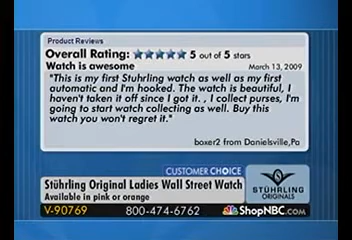 Product Reviews
Overall Rating: ★★★★★ 5 out of 5 stars
Watch is awesome March 13, 2009
"This is my first Stuhrling watch as well as my first
automatic and I'm hooked. The watch is beautiful, I
haven't taken it off since I got it. , I collect purses, I'm
going to start watch collecting as well. Buy this
watch you won't regret it."
boxer2 from Danielsville,Pa
CUSTOMER CHOICE
Stührling Original Ladies Wall Street Watch
Available in pink or orange
STÜHRLING
ORIGINALS
V-90769 800-474-6762 ShopNBC.com